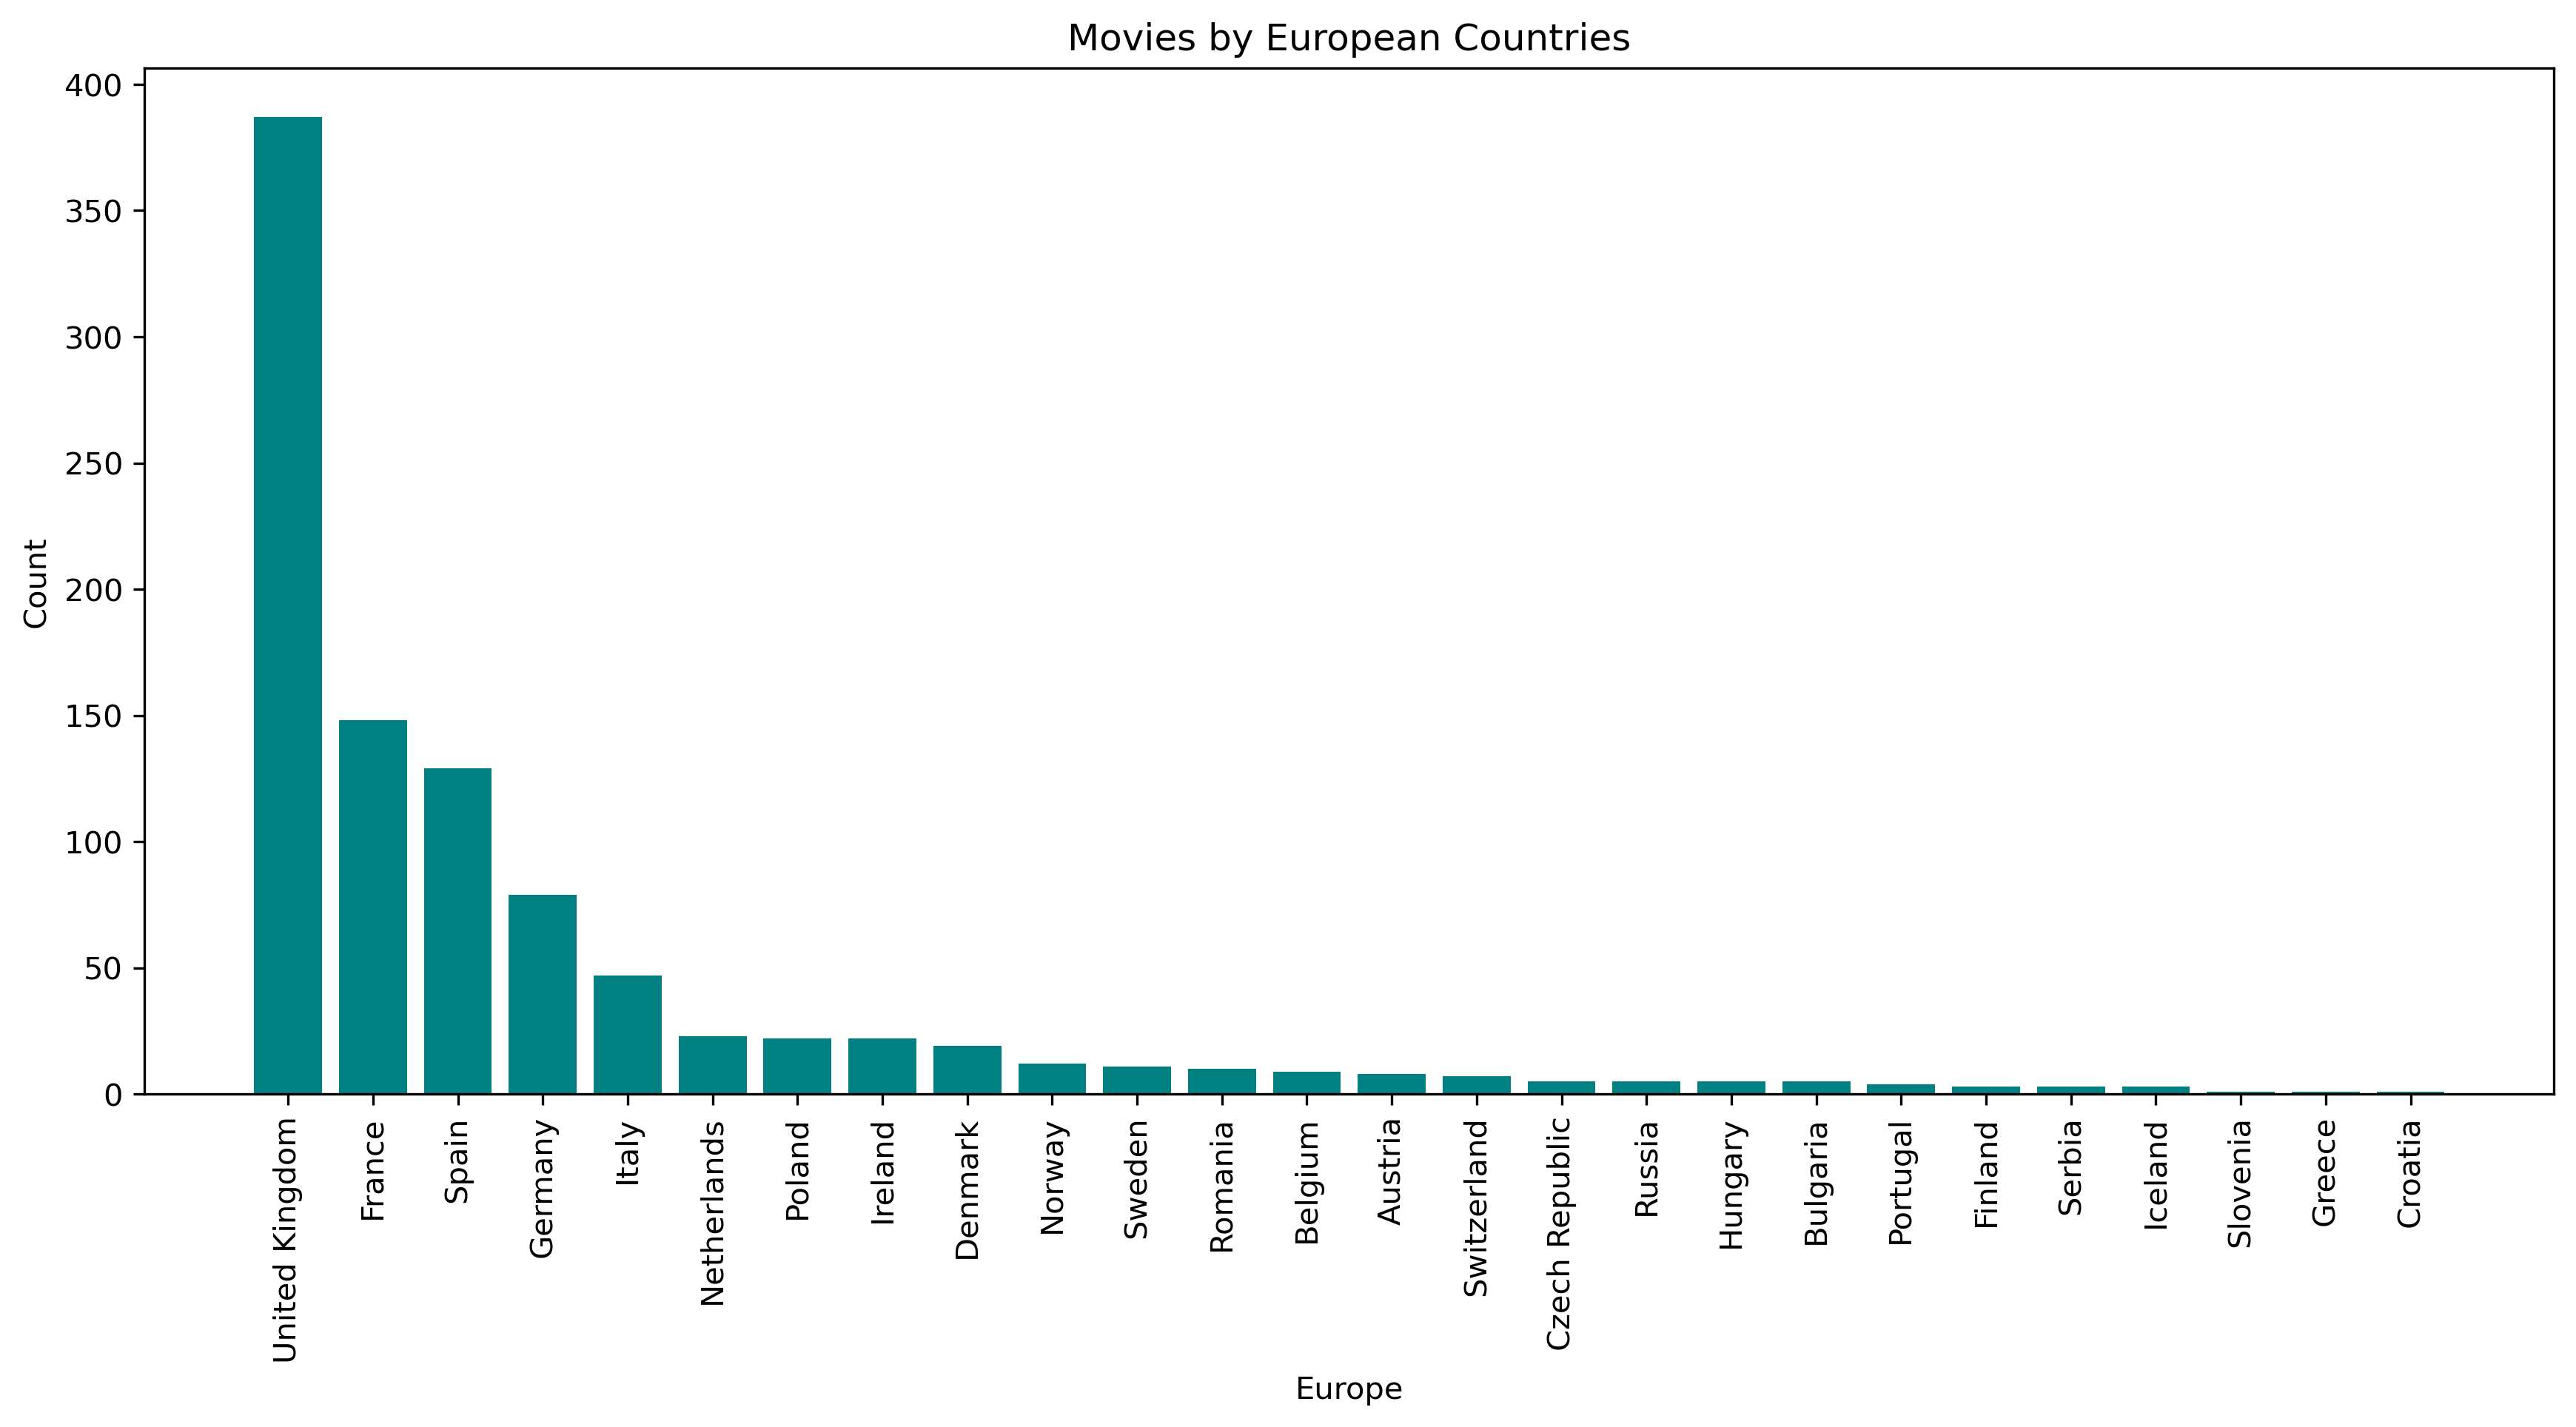 Movies by European Countries
400
350
300
250
200
150
100
50
0
Count
United Kingdom
France
Spain
Germany
Italy
Netherlands
Poland
Ireland
Denmark
Norway
Sweden
Romania
Belgium
Austria
Switzerland
Czech Republic
Russia
Hungary
Bulgaria
Portugal
Finland
Serbia
Iceland
Slovenia
Greece
Croatia
Europe